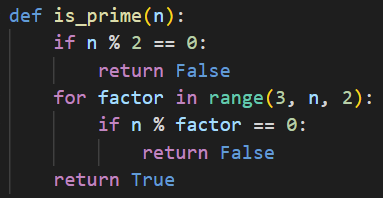 def is_prime(n):
    if n % 2 == 0:
        return False
    for factor in range(3, n, 2):
        if n % factor == 0:
            return False
    return True